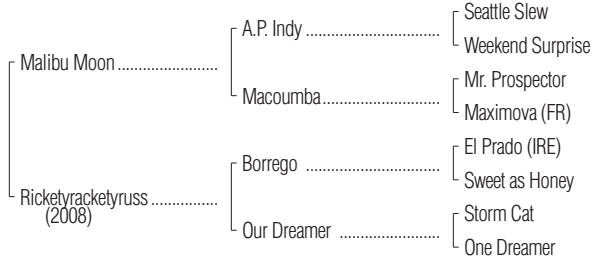 Seattle Slew
A.P. Indy
Weekend Surprise
Malibu Moon
Mr. Prospector
Macoumba
Maximova (FR)
El Prado (IRE)
Borrego
Sweet as Honey
Ricketyracketyruss
(2008)
Storm Cat
Our Dreamer
One Dreamer